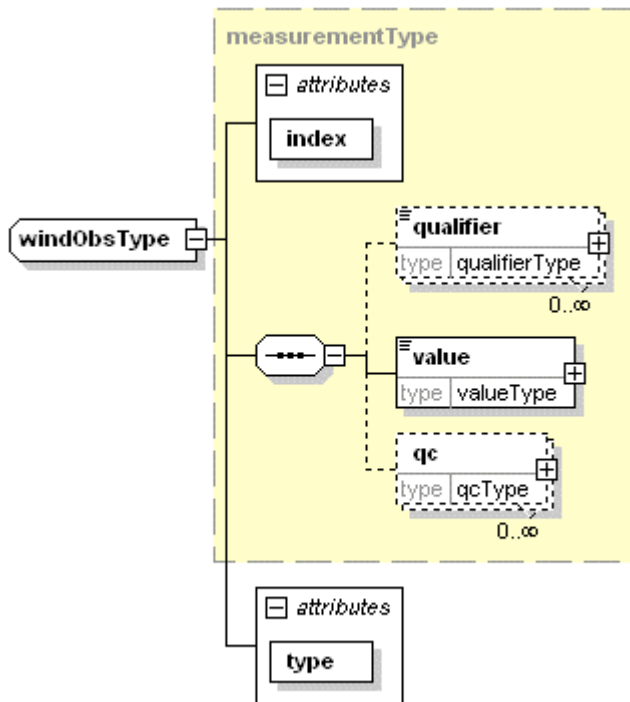 measurementType
attributes
index
windObsType
qualifier
type qualifierType
0..∞
value
type valueType
qc
type qcType
0..∞
attributes
type